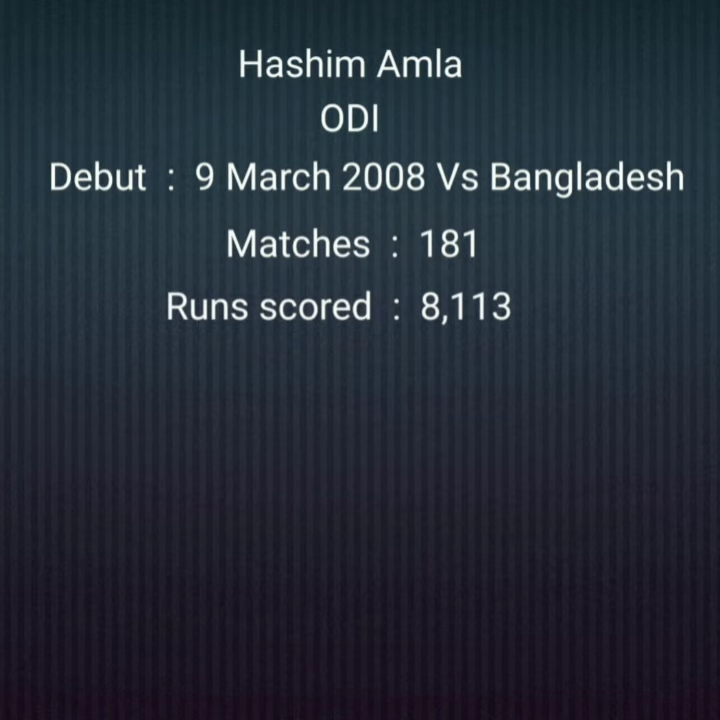 Hashim Amla
ODI
Debut : 9 March 2008 Vs Bangladesh
Matches : 181
Runs scored : 8,113